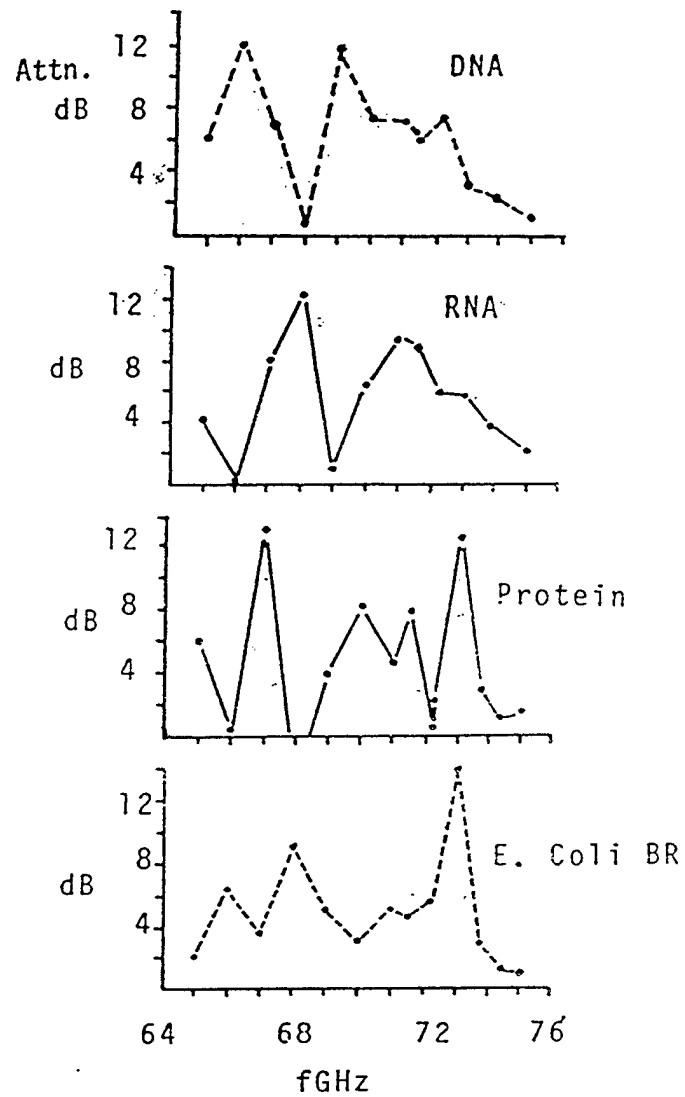 12
Attn.
DNA
dB 8
4
12
RNA
dB 8
4
12
8 Protein
dB
4
12
8 E. Coli BR
dB
4
64 68 72 76
fGHz